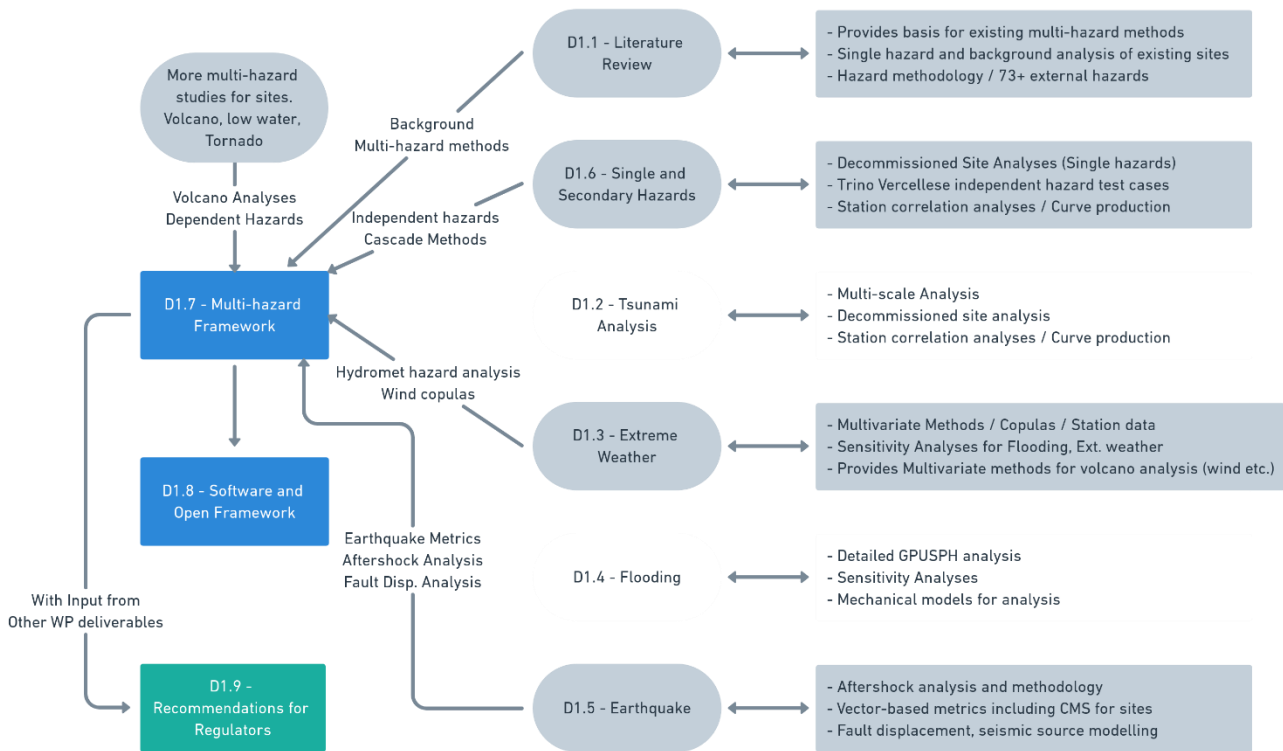 More multi-hazard
studies for sites.
Volcano, low water,
Tornado
Volcano Analyses
Dependent Hazards
D1.7 - Multi-hazard
Framework
D1.8 - Software and
Open Framework
With Input from
Other WP deliverables
D1.9 -
Recommendations for
Regulators
Background
Multi-hazard methods
Independent hazards
Cascade Methods
Hydromet hazard analysis
Wind copulas
Earthquake Metrics
Aftershock Analysis
Fault Disp. Analysis
D1.1 - Literature
Review
- Provides basis for existing multi-hazard methods
- Single hazard and background analysis of existing sites
- Hazard methodology / 73+ external hazards
D1.6 - Single and
Secondary Hazards
- Decommissioned Site Analyses (Single hazards)
- Trino Vercellese independent hazard test cases
- Station correlation analyses / Curve production
D1.2 - Tsunami
Analysis
- Multi-scale Analysis
- Decommissioned site analysis
- Station correlation analyses / Curve production
D1.3 - Extreme
Weather
- Multivariate Methods / Copulas / Station data
- Sensitivity Analyses for Flooding, Ext. weather
- Provides Multivariate methods for volcano analysis (wind etc.)
D1.4 - Flooding
- Detailed GPUSPH analysis
- Sensitivity Analyses
- Mechanical models for analysis
D1.5 - Earthquake
- Aftershock analysis and methodology
- Vector-based metrics including CMS for sites
- Fault displacement, seismic source modelling